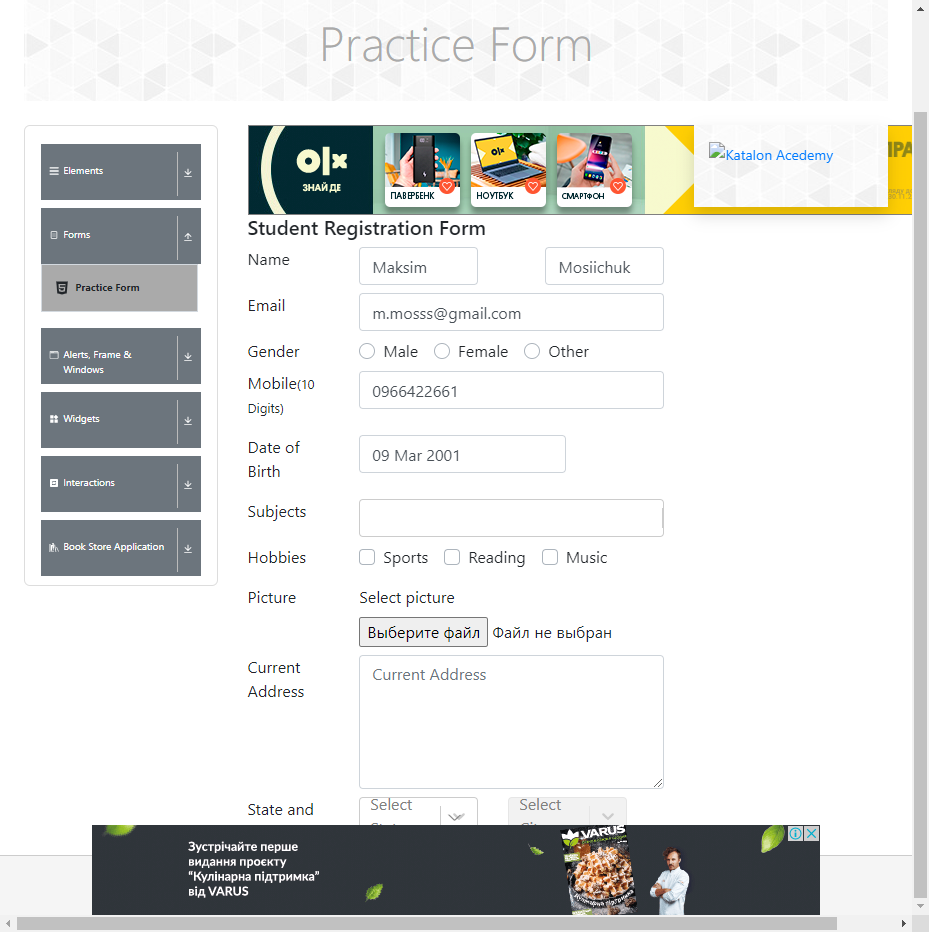 Practice Form
Elements
Forms
Practice Form
Alerts, Frame &
Windows
Widgets
Interactions
Book Store Application
olx
ЗНАЙ ДЕ
ПАВЕРБЕНК
OLX
НОУТБУК
СМАРТФОН
Katalon Acedemy
Student Registration Form
Name
Maksim
Mosiichuk
Email
m.mosss@gmail.com
Gender
Male
Female
Other
Mobile(10
Digits)
0966422661
Date of
Birth
09 Mar 2001
Subjects
Hobbies
Sports
Reading
Music
Picture
Select picture
Выберите файл
Файл не выбран
Current
Address
Current Address
State and
Select
Select
Зустрічайте перше
видання проєкту
“Кулінарна підтримка”
від VARUS
VARUS